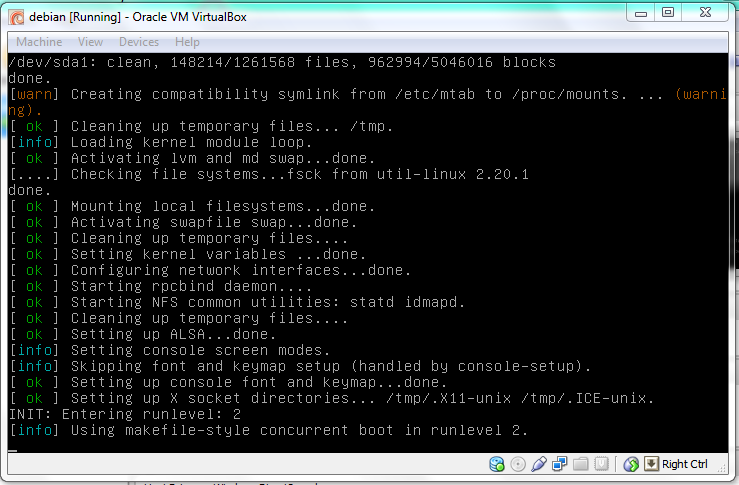 debian [Running] - Oracle VM VirtualBox
Machine View Devices Help
/dev/sda1: clean, 148214/1261568 files, 962994/5046016 blocks
done.
[warn] Creating compatibility symlink from /etc/mtab to /proc/mounts. ... (warni
ng).
[ ok ] Cleaning up temporary files... /tmp.
[info] Loading kernel module loop.
[ ok ] Activating lvm and md swap...done.
[....] Checking file systems...fsck from util-linux 2.20.1
done.
[ ok ] Mounting local filesystems...done.
[ ok ] Activating swapfile swap...done.
[ ok ] Cleaning up temporary files....
[ ok ] Setting kernel variables ...done.
[ ok ] Configuring network interfaces...done.
[ ok ] Starting rpcbind daemon....
[ ok ] Starting NFS common utilities: statd idmapd.
[ ok ] Cleaning up temporary files....
[ ok ] Setting up ALSA...done.
[info] Setting console screen modes.
[info] Skipping font and keymap setup (handled by console-setup).
[ ok ] Setting up console font and keymap...done.
[ ok ] Setting up X socket directories... /tmp/.X11-unix /tmp/.ICE-unix.
INIT: Entering runlevel: 2
[info] Using makefile-style concurrent boot in runlevel 2.
Right Ctrl